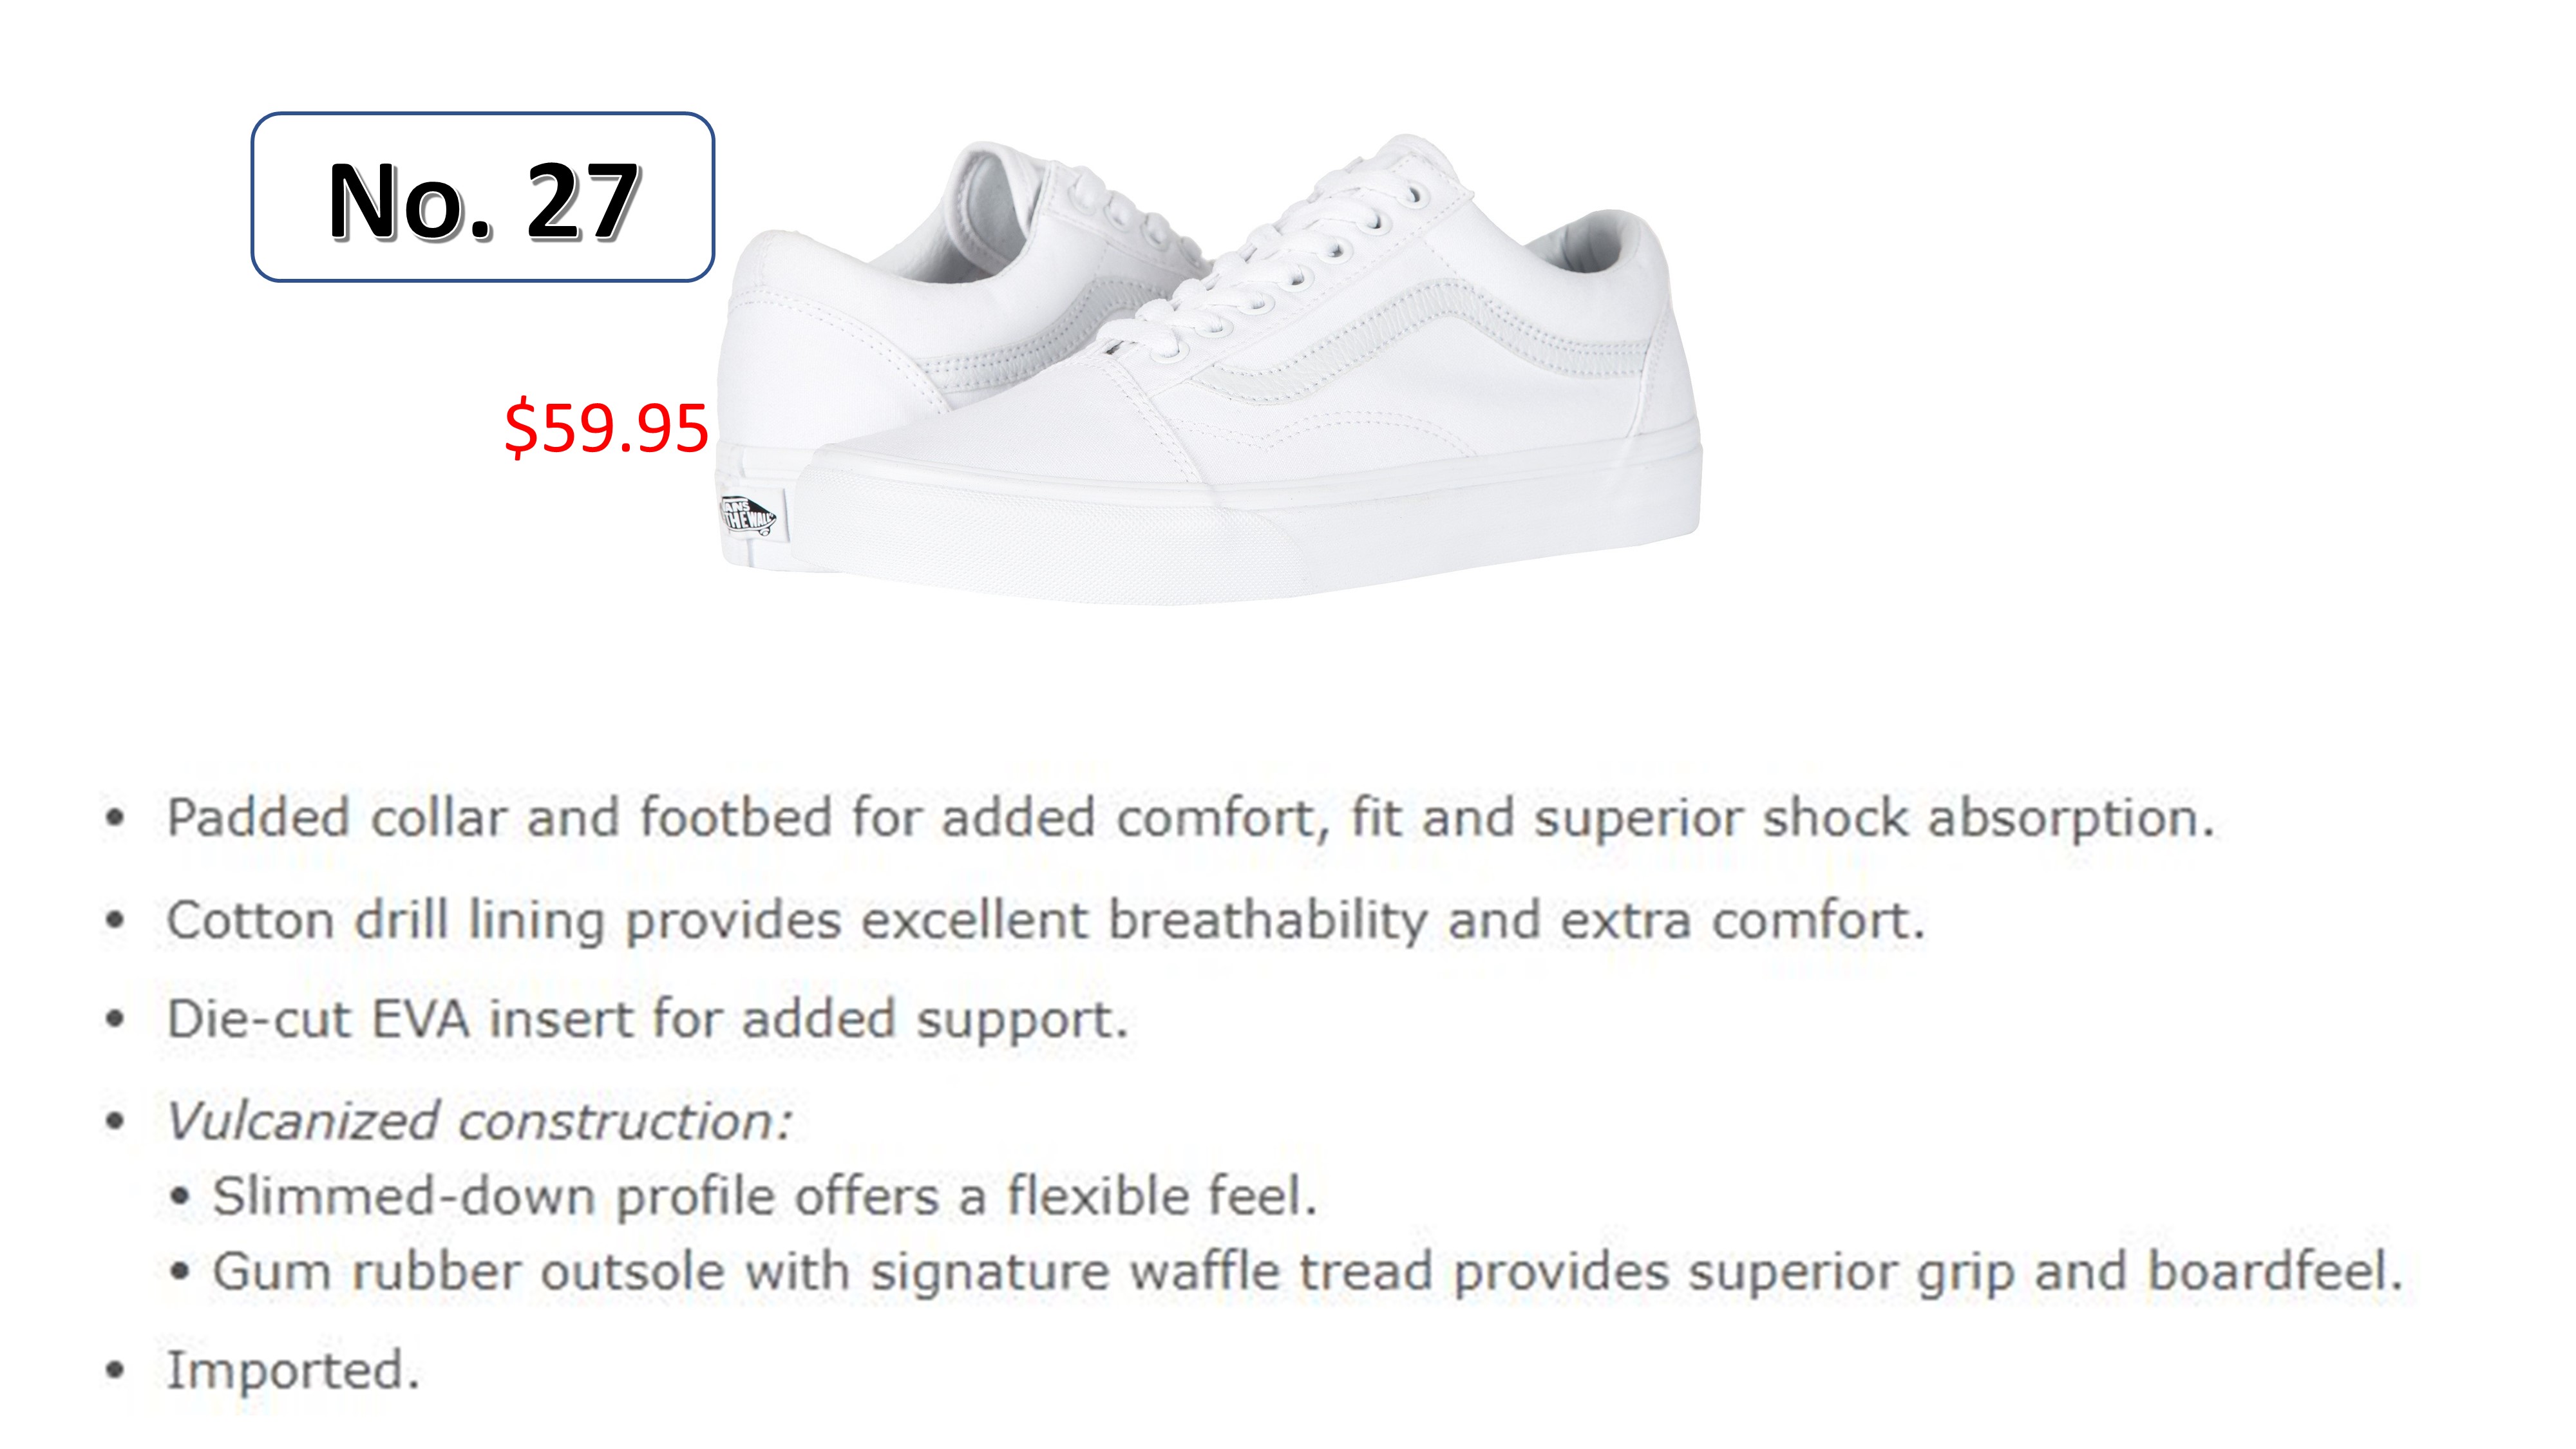 No. 27
$59.95
VANS
THE WALL
• Padded collar and footbed for added comfort, fit and superior shock absorption.
• Cotton drill lining provides excellent breathability and extra comfort.
• Die-cut EVA insert for added support.
• Vulcanized construction:
• Slimmed-down profile offers a flexible feel.
• Gum rubber outsole with signature waffle tread provides superior grip and boardfeel.
• Imported.